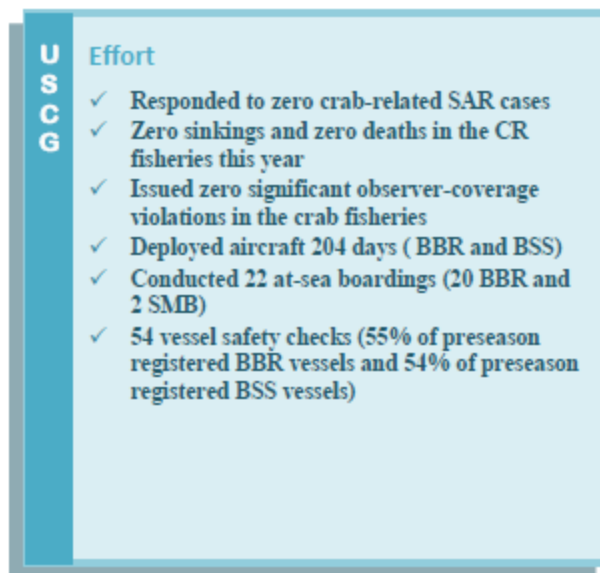 U
S
C
G
Effort
✓ Responded to zero crab-related SAR cases
✓ Zero sinkings and zero deaths in the CR
fisheries this year
✓ Issued zero significant observer-coverage
violations in the crab fisheries
✓ Deployed aircraft 204 days ( BBR and BSS)
✓ Conducted 22 at-sea boardings (20 BBR and
2 SMB)
✓ 54 vessel safety checks (55% of preseason
registered BBR vessels and 54% of preseason
registered BSS vessels)